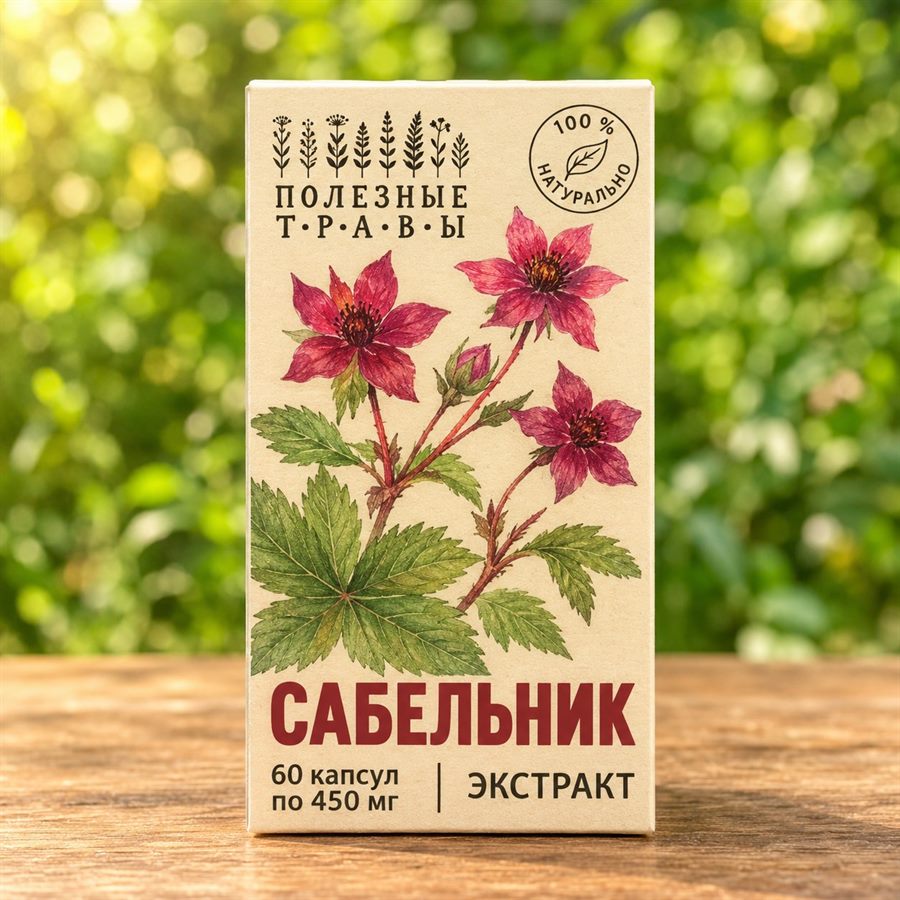 ПОЛЕЗНЫЕ
Т·Р·А·В·Ы
100 %
НАТУРАЛЬНО
САБЕЛЬНИК
60 капсул
по 450 мг
ЭКСТРАКТ